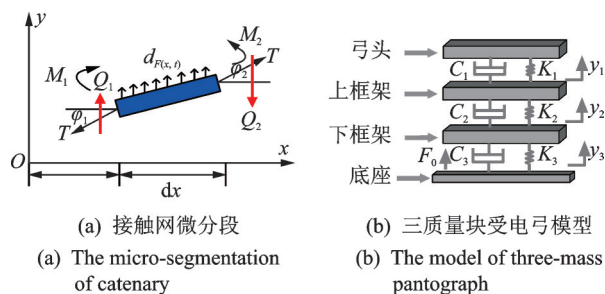 y
M₁
Q₁
d_F(x, t)
M₂
T
φ₂
φ₁
T
Q₂
O
x
dx
(a) 接触网微分段
(a) The micro-segmentation
of catenary
弓头
C₁
K₁
y₁
上框架
C₂
K₂
y₂
下框架
F₀
C₃
K₃
y₃
底座
(b) 三质量块受电弓模型
(b) The model of three-mass
pantograph